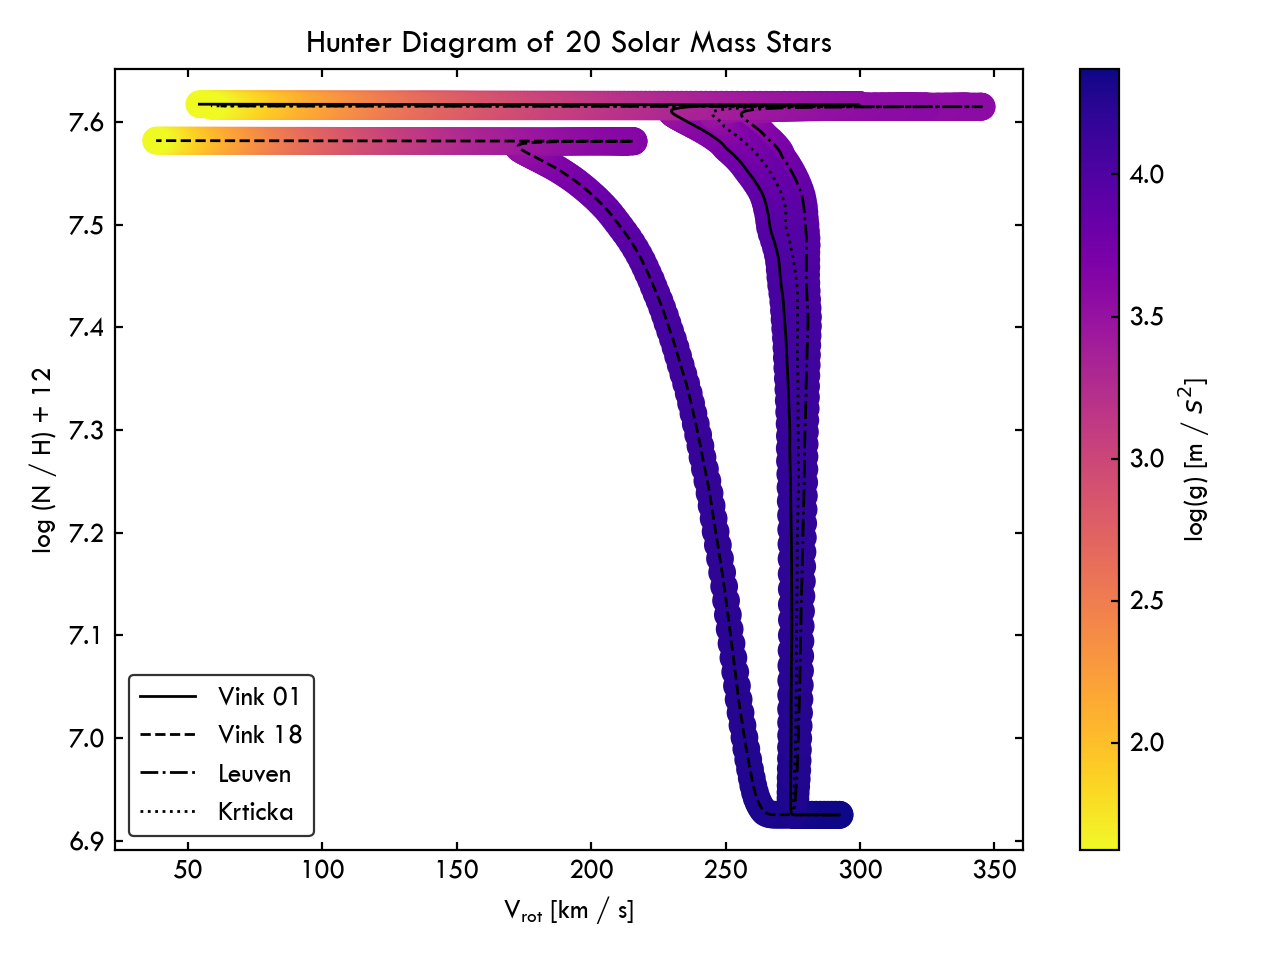 Hunter Diagram of 20 Solar Mass Stars
7.6
7.5
7.4
7.3
7.2
7.1
7.0
6.9
log (N / H) + 12
Vink 01
Vink 18
Leuven
Krticka
50 100 150 200 250 300 350
V_rot [km / s]
4.0
3.5
3.0
2.5
2.0
log(g) [m / s²]